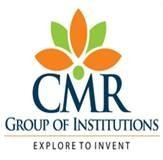 CMR
GROUP OF INSTITUTIONS
EXPLORE TO INVENT